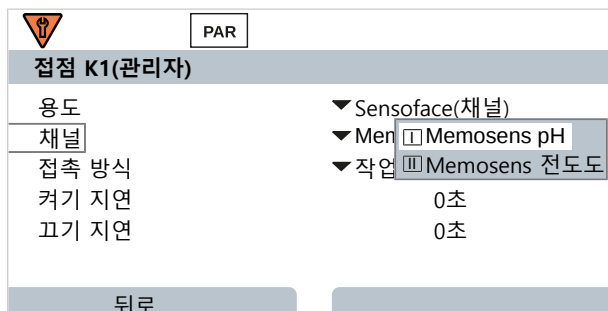 PAR
접점 K1(관리자)
용도 Sensoface(채널)
채널 Men I Memosens pH
II Memosens 전도도
접촉 방식 작업
켜기 지연 0초
끄기 지연 0초
뒤로